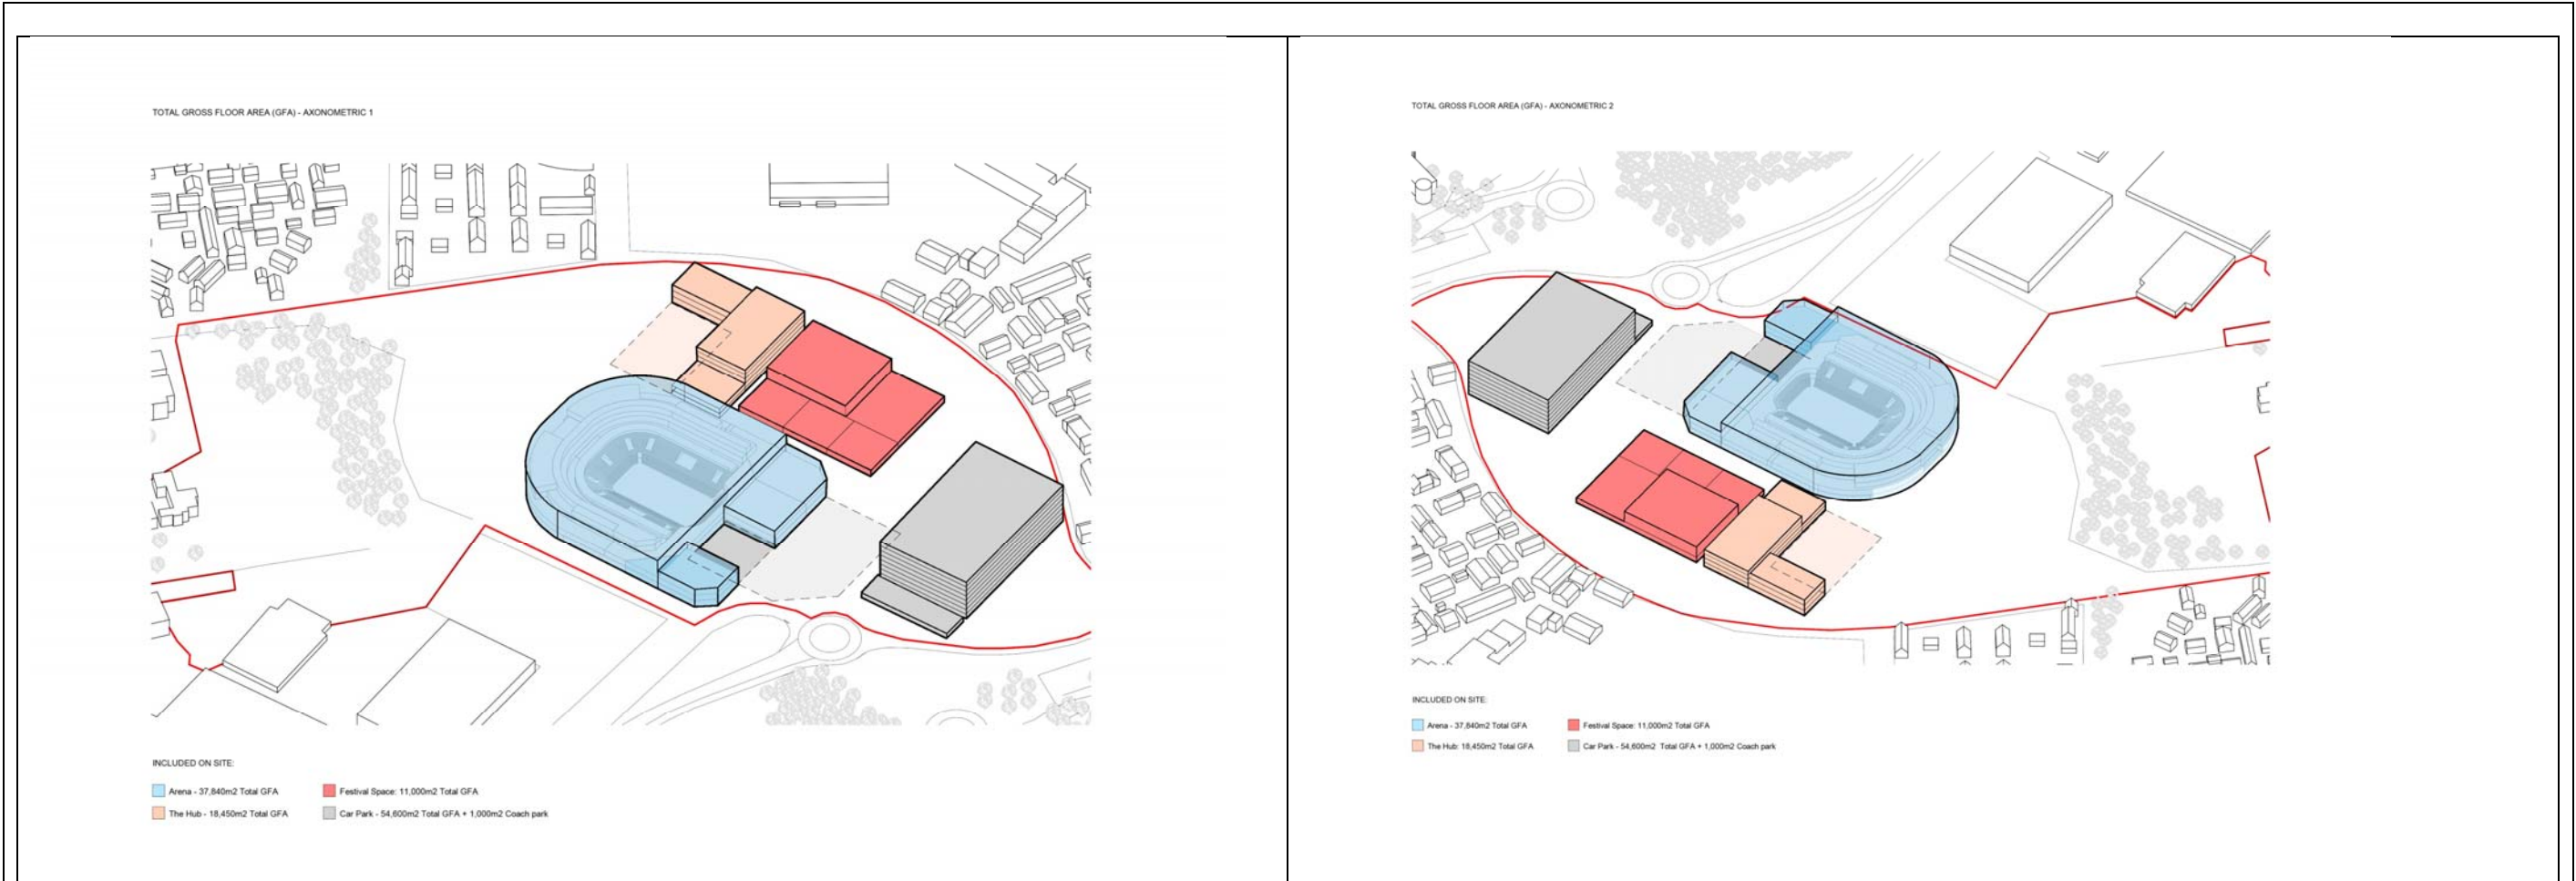 TOTAL GROSS FLOOR AREA (GFA) - AXONOMETRIC 1
INCLUDED ON SITE:
Arena - 37,840m2 Total GFA
Festival Space: 11,000m2 Total GFA
The Hub - 18,450m2 Total GFA
Car Park - 54,600m2 Total GFA + 1,000m2 Coach park
TOTAL GROSS FLOOR AREA (GFA) - AXONOMETRIC 2
INCLUDED ON SITE:
Arena - 37,840m2 Total GFA
Festival Space: 11,000m2 Total GFA
The Hub: 18,450m2 Total GFA
Car Park - 54,600m2 Total GFA + 1,000m2 Coach park